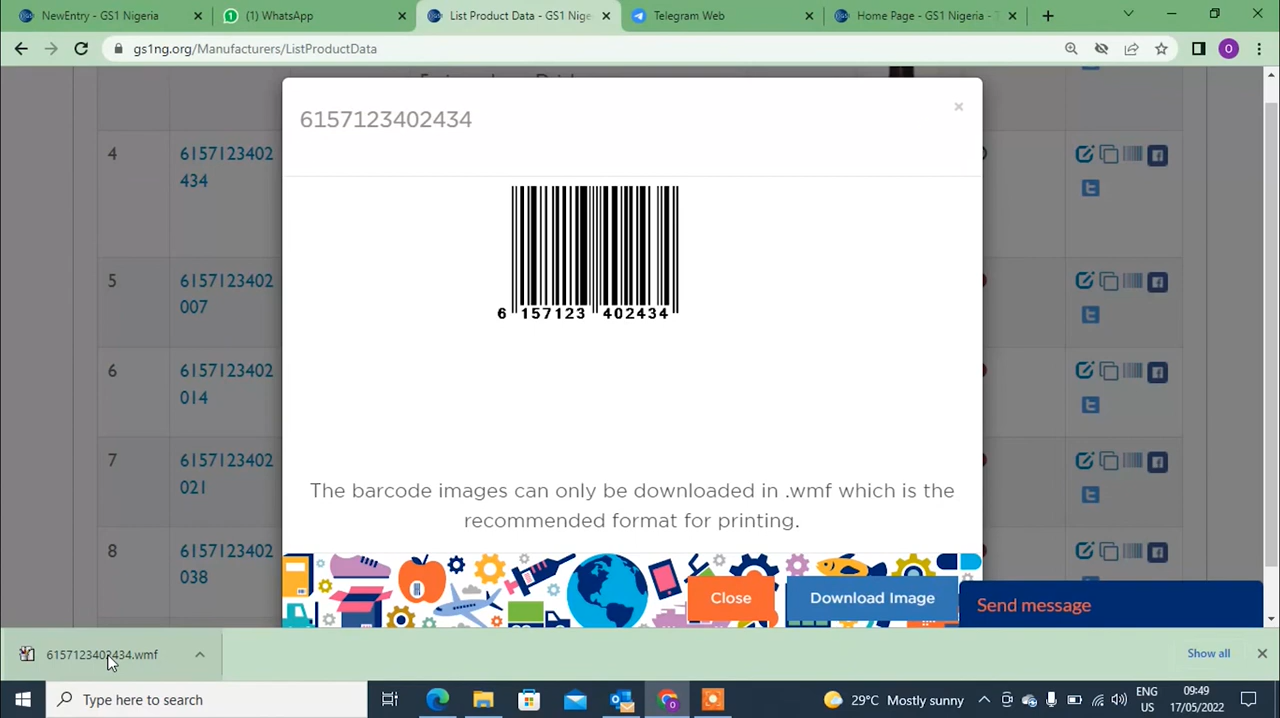 NewEntry - GS1 Nigeria
(1) WhatsApp
List Product Data - GS1 Nige
Telegram Web
Home Page - GS1 Nigeria - T
gs1ng.org/Manufacturers/ListProductData
O
6157123402434
4
6157123402
434
6 157123 402434
5
6157123402
007
6
6157123402
014
7
6157123402
021
The barcode images can only be downloaded in .wmf which is the
recommended format for printing.
8
6157123402
038
Close
Download Image
Send message
6157123402434.wmf
Show all
Type here to search
29°C Mostly sunny
ENG
US
09:49
17/05/2022